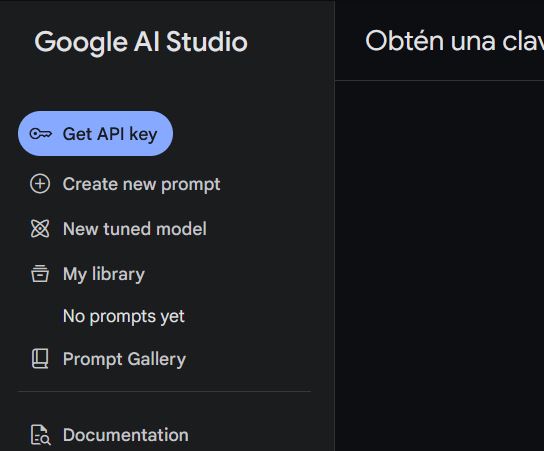 Google AI Studio
Obtén una clav
Get API key
Create new prompt
New tuned model
My library
No prompts yet
Prompt Gallery
Documentation